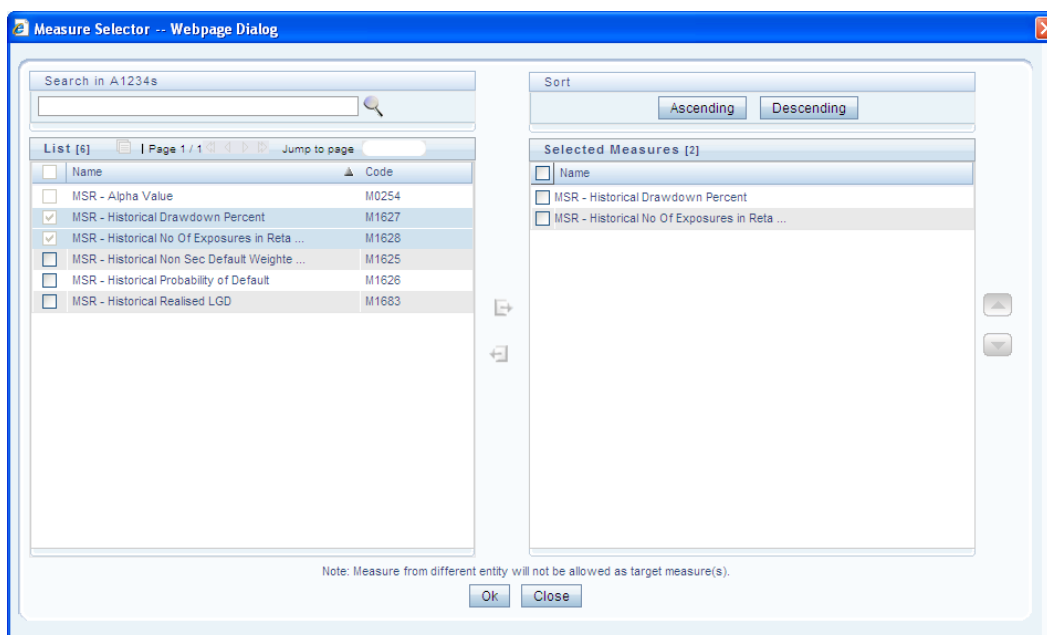 Measure Selector -- Webpage Dialog
Search in A1234s
List [6] | Page 1 / 1 Jump to page
Name Code
MSR - Alpha Value M0254
MSR - Historical Drawdown Percent M1627
MSR - Historical No Of Exposures in Reta ... M1628
MSR - Historical Non Sec Default Weighte ... M1625
MSR - Historical Probability of Default M1626
MSR - Historical Realised LGD M1683
Sort
Ascending Descending
Selected Measures [2]
Name
MSR - Historical Drawdown Percent
MSR - Historical No Of Exposures in Reta ...
Note: Measure from different entity will not be allowed as target measure(s).
Ok Close